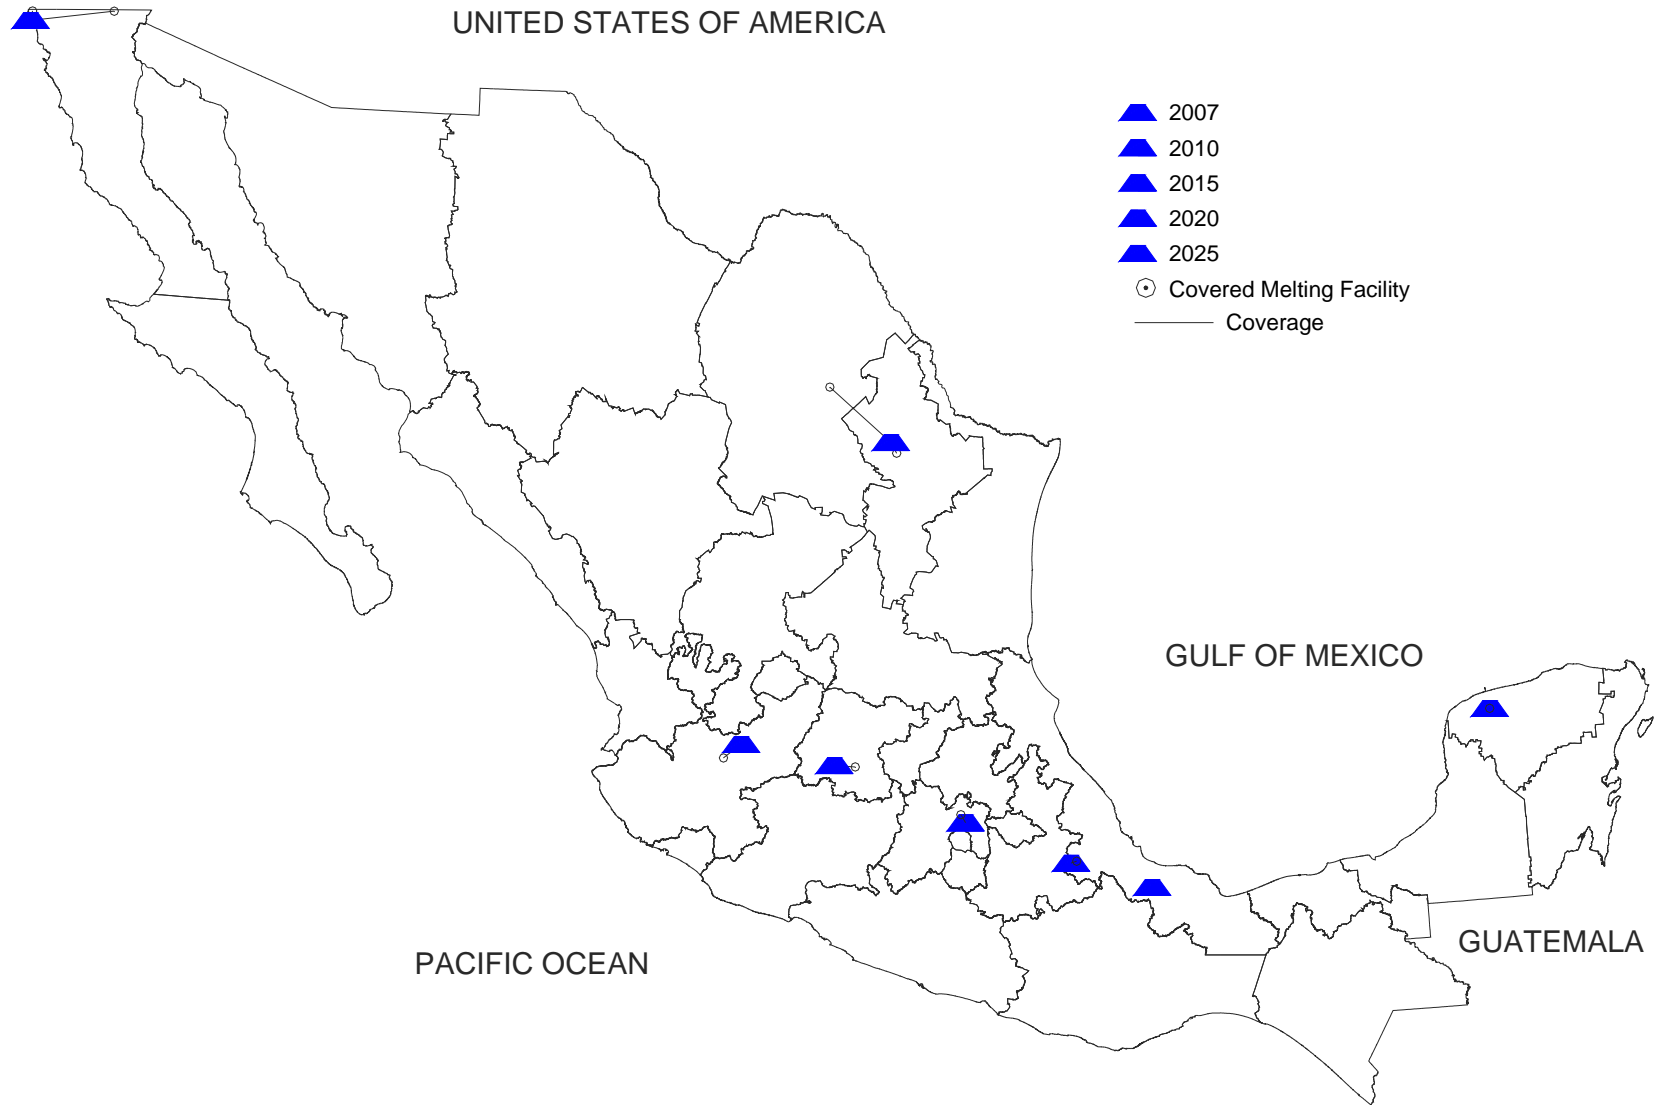 UNITED STATES OF AMERICA
2007
2010
2015
2020
2025
Covered Melting Facility
Coverage
GULF OF MEXICO
GUATEMALA
PACIFIC OCEAN